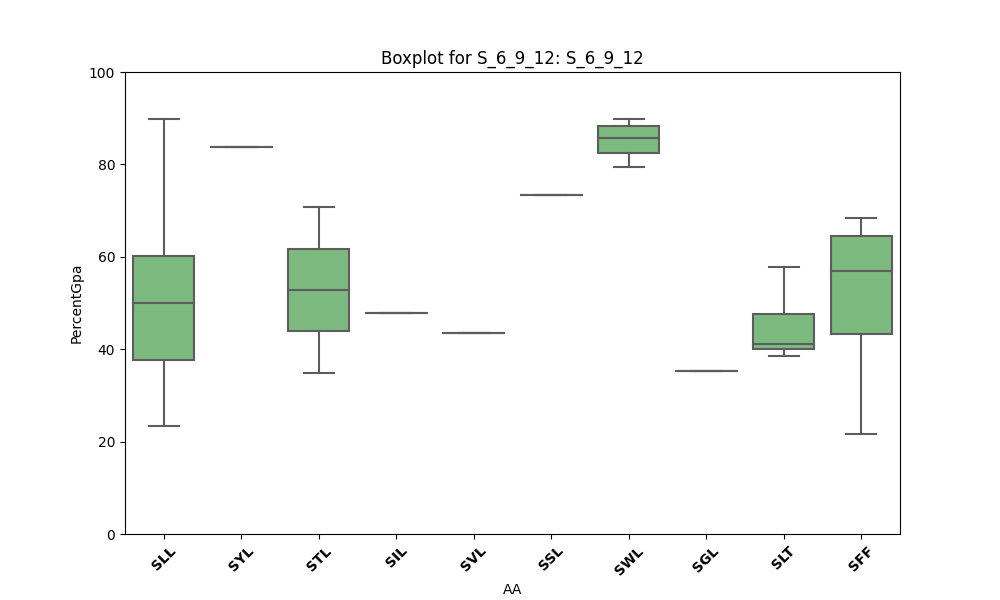 Boxplot for S_6_9_12: S_6_9_12
100
80
60
40
20
0
PercentGpa
SLL
SYL
STL
SIL
SVL
SSL
SWL
SGL
SLT
SFF
AA